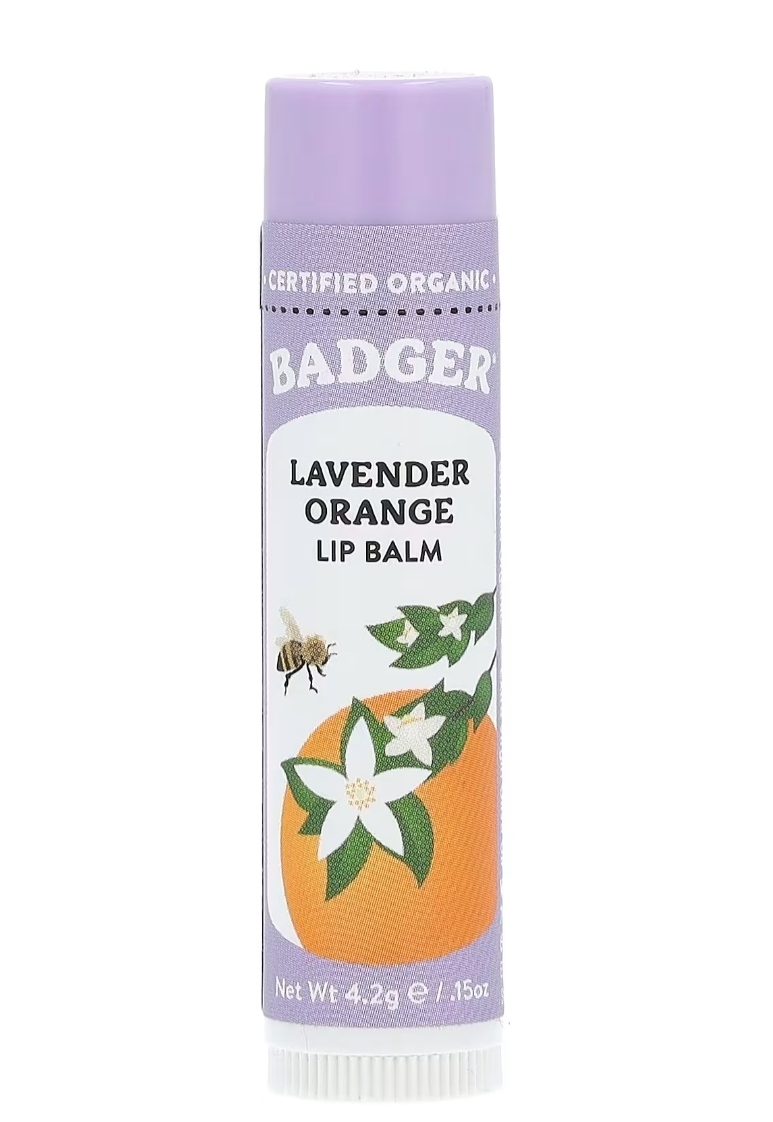 · CERTIFIED ORGANIC ·
BADGER®
LAVENDER
ORANGE
LIP BALM
Net Wt 4.2g ℮ / .15oz